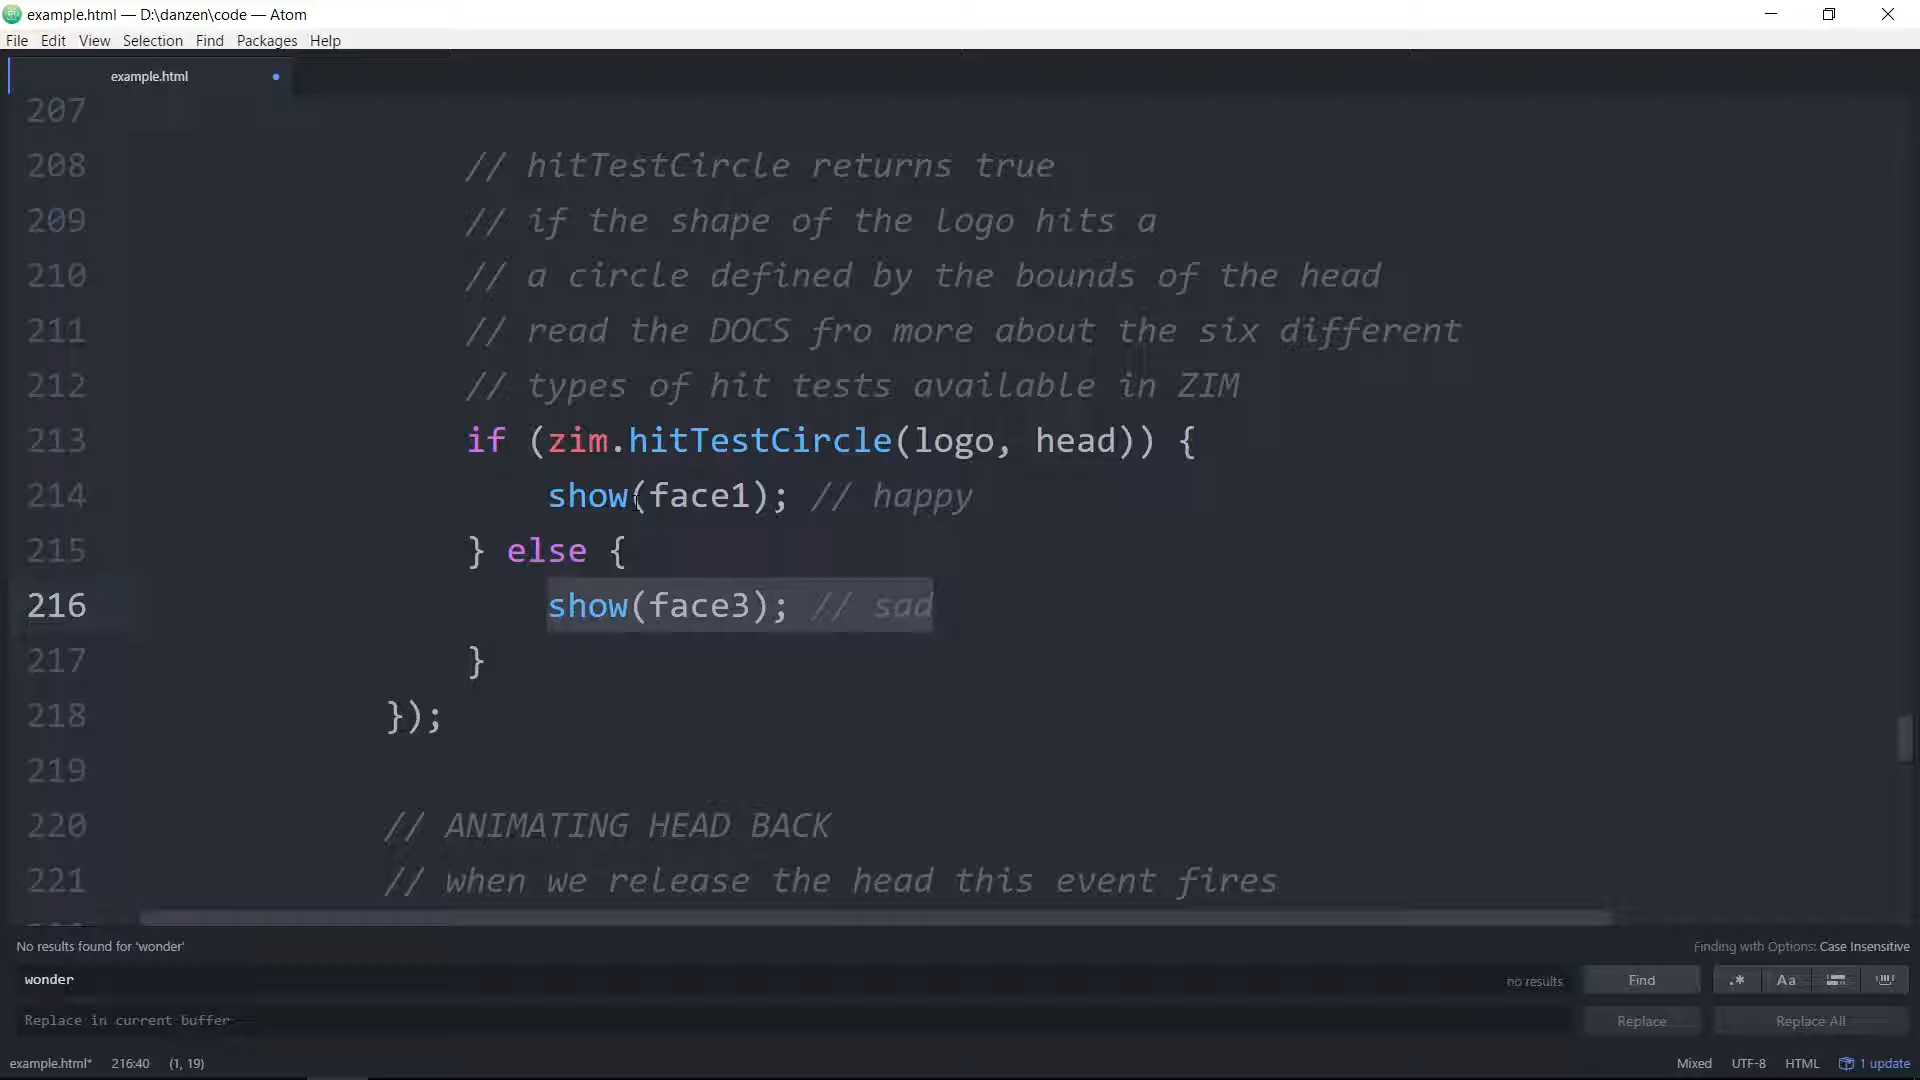 example.html — D:\danzen\code — Atom
File Edit View Selection Find Packages Help
example.html
207
208 // hitTestCircle returns true
209 // if the shape of the logo hits a
210 // a circle defined by the bounds of the head
211 // read the DOCS fro more about the six different
212 // types of hit tests available in ZIM
213 if (zim.hitTestCircle(logo, head)) {
214 show(face1); // happy
215 } else {
216 show(face3); // sad
217 }
218 });
219
220 // ANIMATING HEAD BACK
221 // when we release the head this event fires
No results found for 'wonder' Finding with Options: Case Insensitive
wonder no results Find .* Aa
Replace in current buffer Replace Replace All
example.html* 216:40 (1, 19) Mixed UTF-8 HTML 1 update